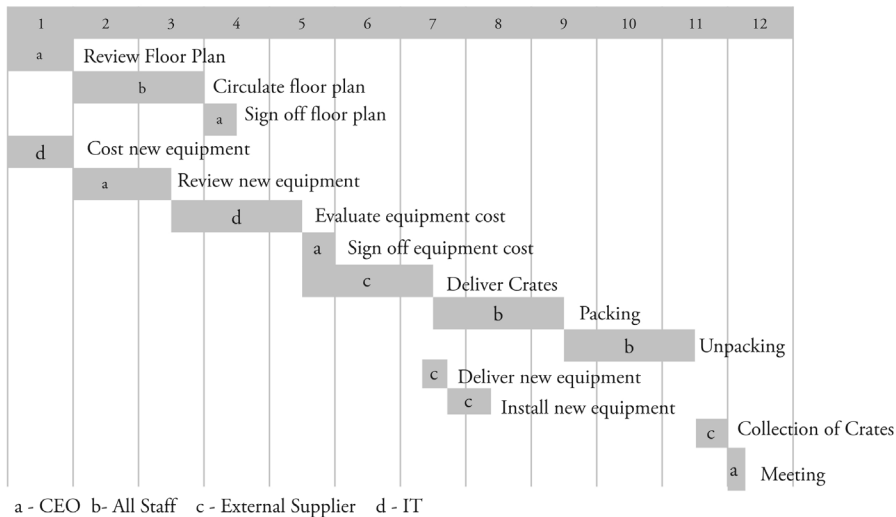 1 2 3 4 5 6 7 8 9 10 11 12
a Review Floor Plan
b Circulate floor plan
a Sign off floor plan
d Cost new equipment
a Review new equipment
d Evaluate equipment cost
a Sign off equipment cost
c Deliver Crates
b Packing
b Unpacking
c Deliver new equipment
c Install new equipment
c Collection of Crates
a Meeting
a - CEO b- All Staff c - External Supplier d - IT